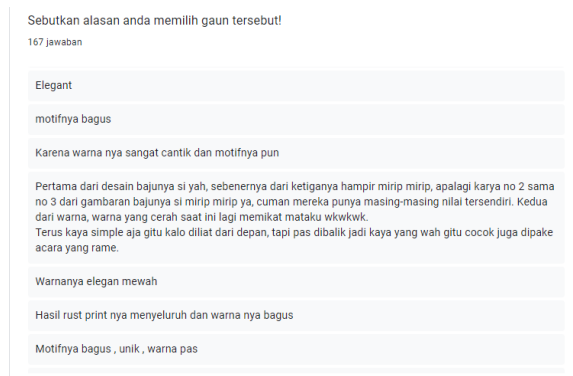 Sebutkan alasan anda memilih gaun tersebut!
167 jawaban
Elegant
motifnya bagus
Karena warna nya sangat cantik dan motifnya pun
Pertama dari desain bajunya si yah, sebenernya dari ketiganya hampir mirip mirip, apalagi karya no 2 sama
no 3 dari gambaran bajunya si mirip mirip ya, cuman mereka punya masing-masing nilai tersendiri. Kedua
dari warna, warna yang cerah saat ini lagi memikat mataku wkwkwk.
Terus kaya simple aja gitu kalo diliat dari depan, tapi pas dibalik jadi kaya yang wah gitu cocok juga dipake
acara yang rame.
Warnanya elegan mewah
Hasil rust print nya menyeluruh dan warna nya bagus
Motifnya bagus , unik , warna pas